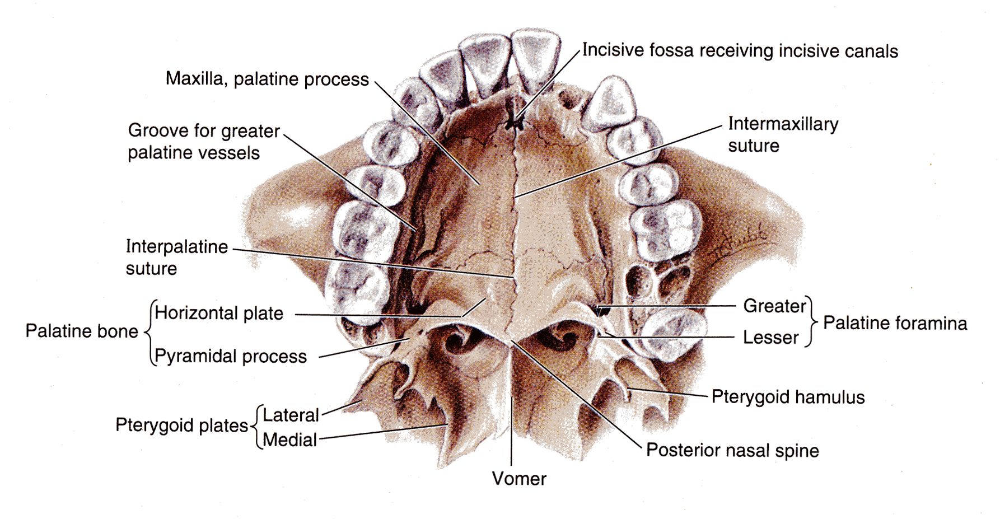 Incisive fossa receiving incisive canals
Maxilla, palatine process
Groove for greater
palatine vessels
Intermaxillary
suture
Interpalatine
suture
Palatine bone
Horizontal plate
Pyramidal process
Greater
Lesser
Palatine foramina
Pterygoid hamulus
Pterygoid plates
Lateral
Medial
Posterior nasal spine
Vomer